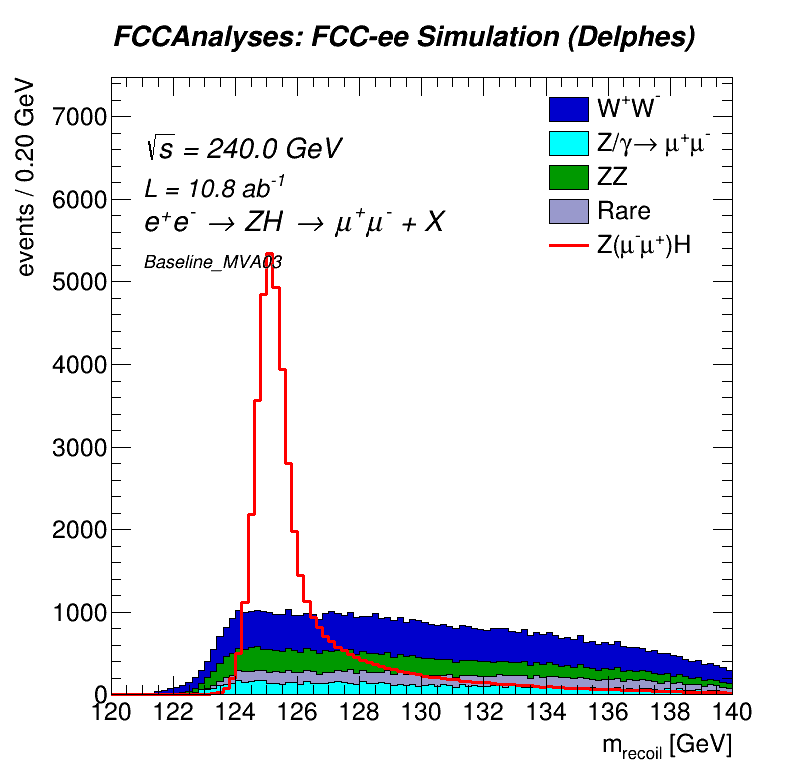 FCCAnalyses: FCC-ee Simulation (Delphes)
events / 0.20 GeV
7000
6000
5000
4000
3000
2000
1000
0
√s = 240.0 GeV
L = 10.8 ab⁻¹
e⁺e⁻ → ZH → μ⁺μ⁻ + X
Baseline_MVA03
W⁺W⁻
Z/γ→ μ⁺μ⁻
ZZ
Rare
Z(μ⁻μ⁺)H
120 122 124 126 128 130 132 134 136 138 140
m_recoil [GeV]